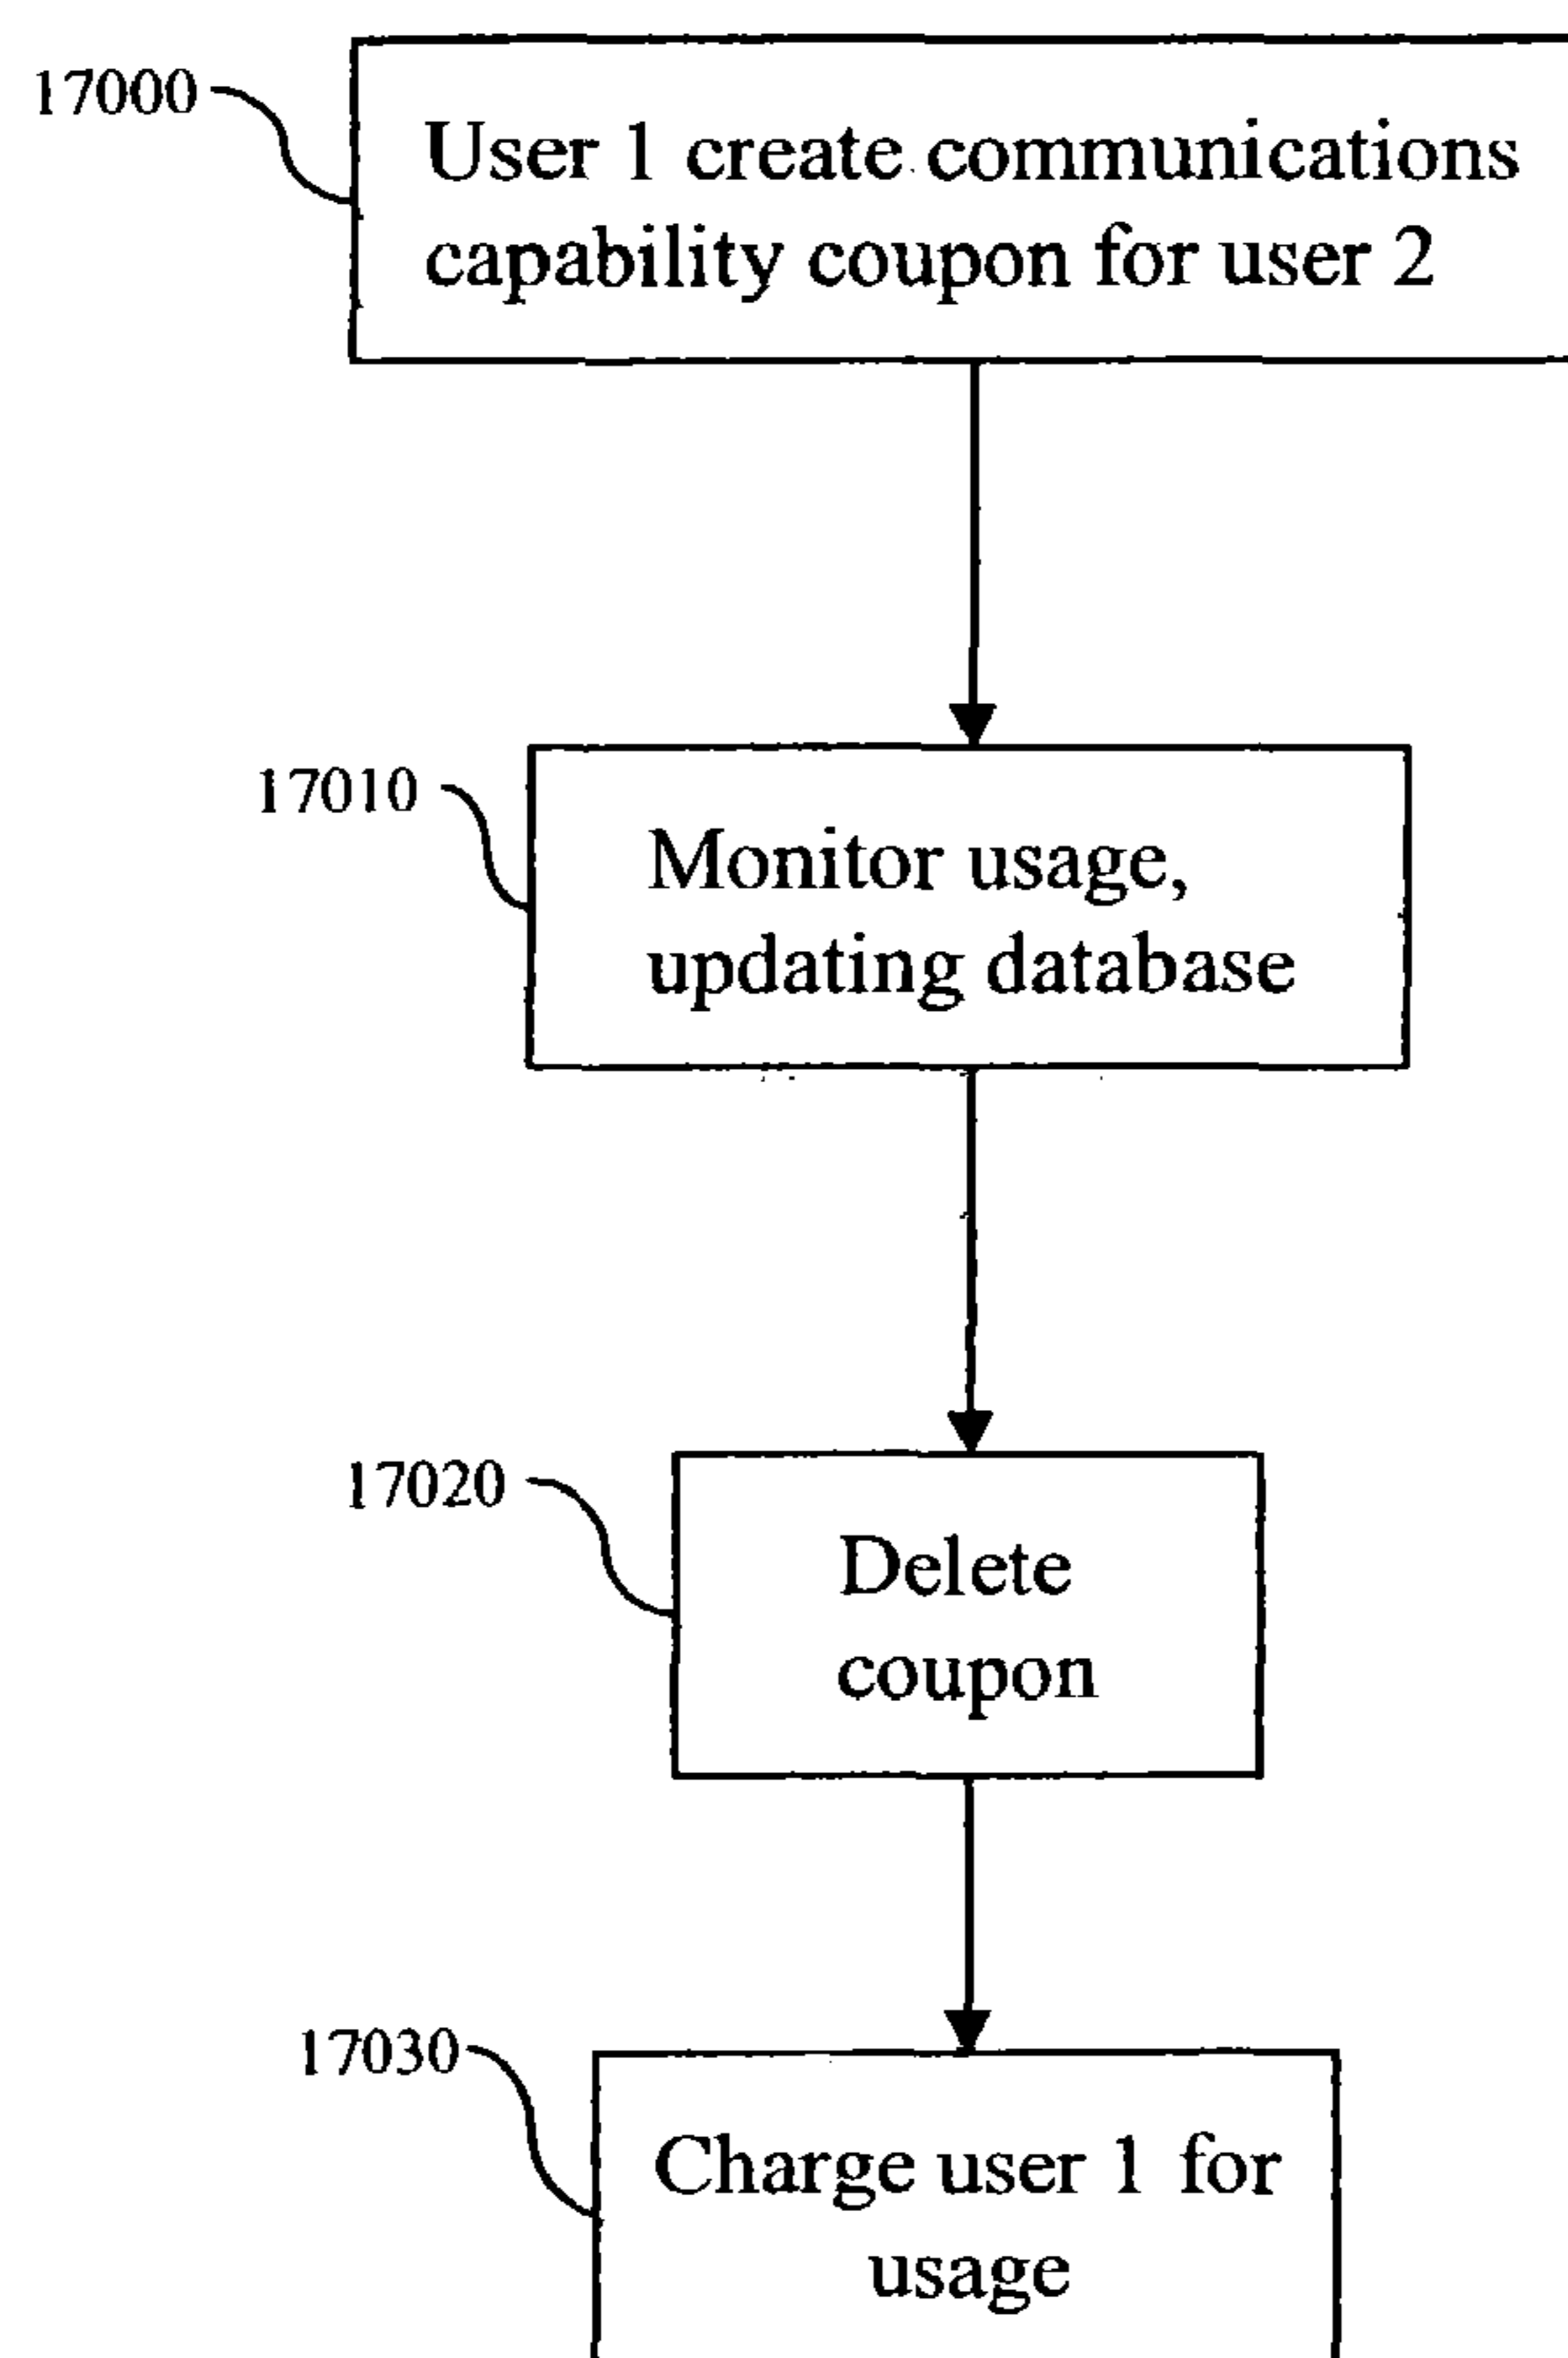 17000
User 1 create communications
capability coupon for user 2
17010
Monitor usage,
updating database
17020
Delete
coupon
17030
Charge user 1 for
usage